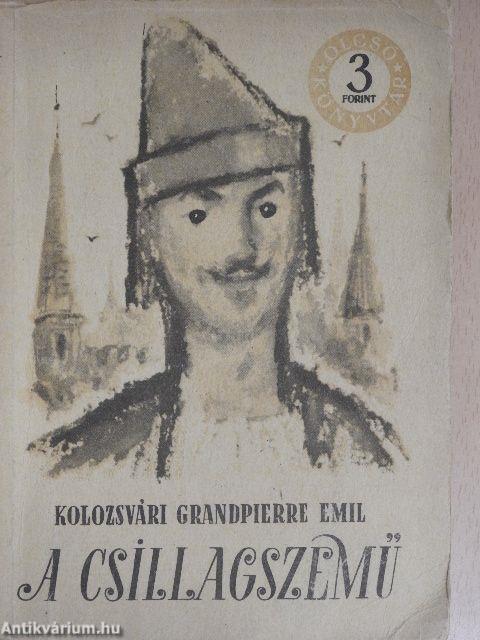 OLCSÓ
KÖNYVTÁR
3
FORINT
KOLOZSVÁRI GRANDPIERRE EMIL
A CSILLAGSZEMŰ
Antikvárium.hu